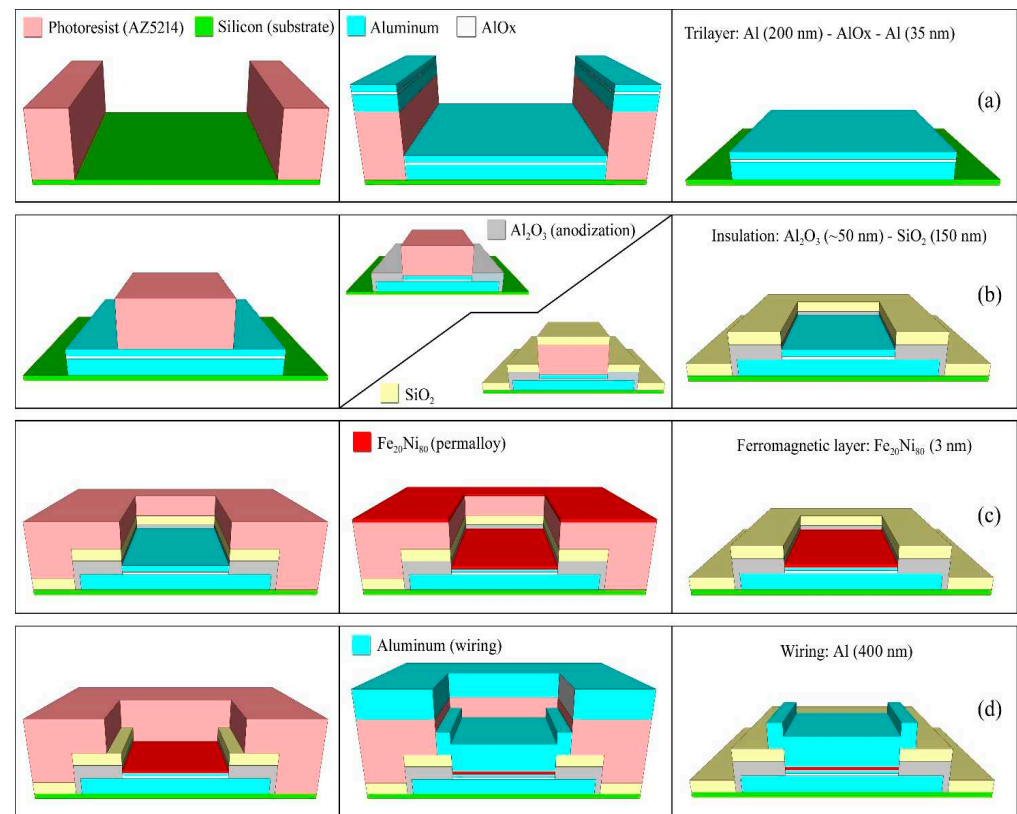 Photoresist (AZ5214) Silicon (substrate)
Aluminum AlOx
Trilayer: Al (200 nm) - AlOx - Al (35 nm)
(a)
Al₂O₃ (anodization)
SiO₂
Insulation: Al₂O₃ (~50 nm) - SiO₂ (150 nm)
(b)
Fe₂₀Ni₈₀ (permalloy)
Ferromagnetic layer: Fe₂₀Ni₈₀ (3 nm)
(c)
Aluminum (wiring)
Wiring: Al (400 nm)
(d)